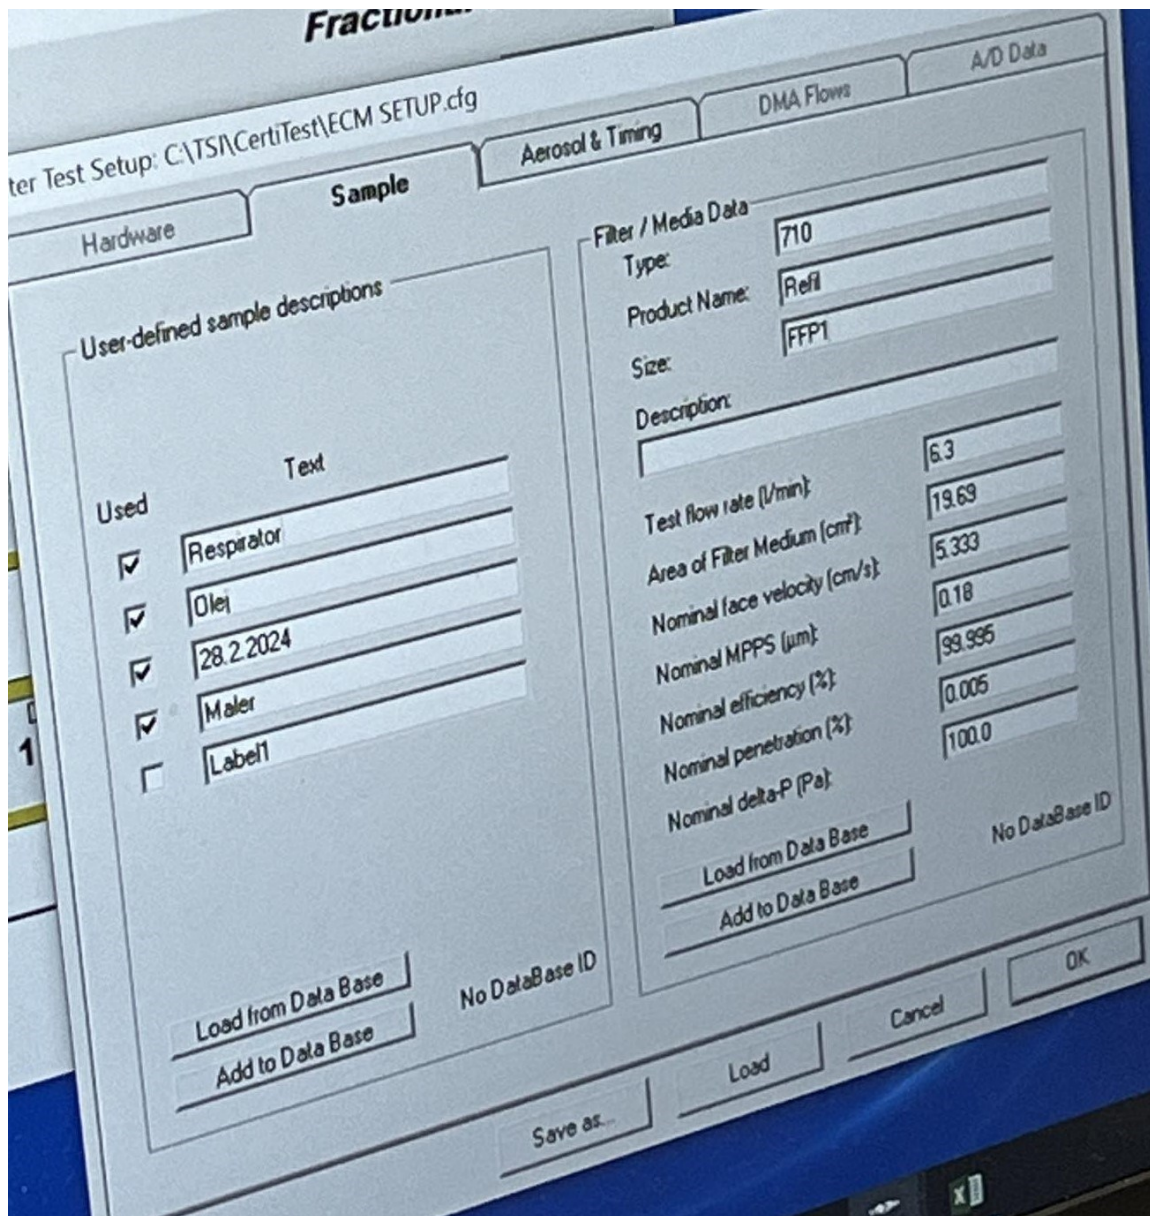 ter Test Setup: C:\TSI\CertiTest\ECM SETUP.cfg
Hardware
Sample
Aerosol & Timing
DMA Flows
A/D Data
User-defined sample descriptions
Used
Text
Respirator
Olej
28.2.2024
Maler
Label1
Load from Data Base
Add to Data Base
No DataBase ID
Filter / Media Data
Type: 710
Product Name: Refil
Size: FFP1
Description:
Test flow rate (l/min): 6.3
Area of Filter Medium (cm²): 19.69
Nominal face velocity (cm/s): 5.333
Nominal MPPS (µm): 0.18
Nominal efficiency (%): 99.995
Nominal penetration (%): 0.005
Nominal delta-P (Pa): 100.0
Load from Data Base
Add to Data Base
No DataBase ID
Save as...
Load
Cancel
OK